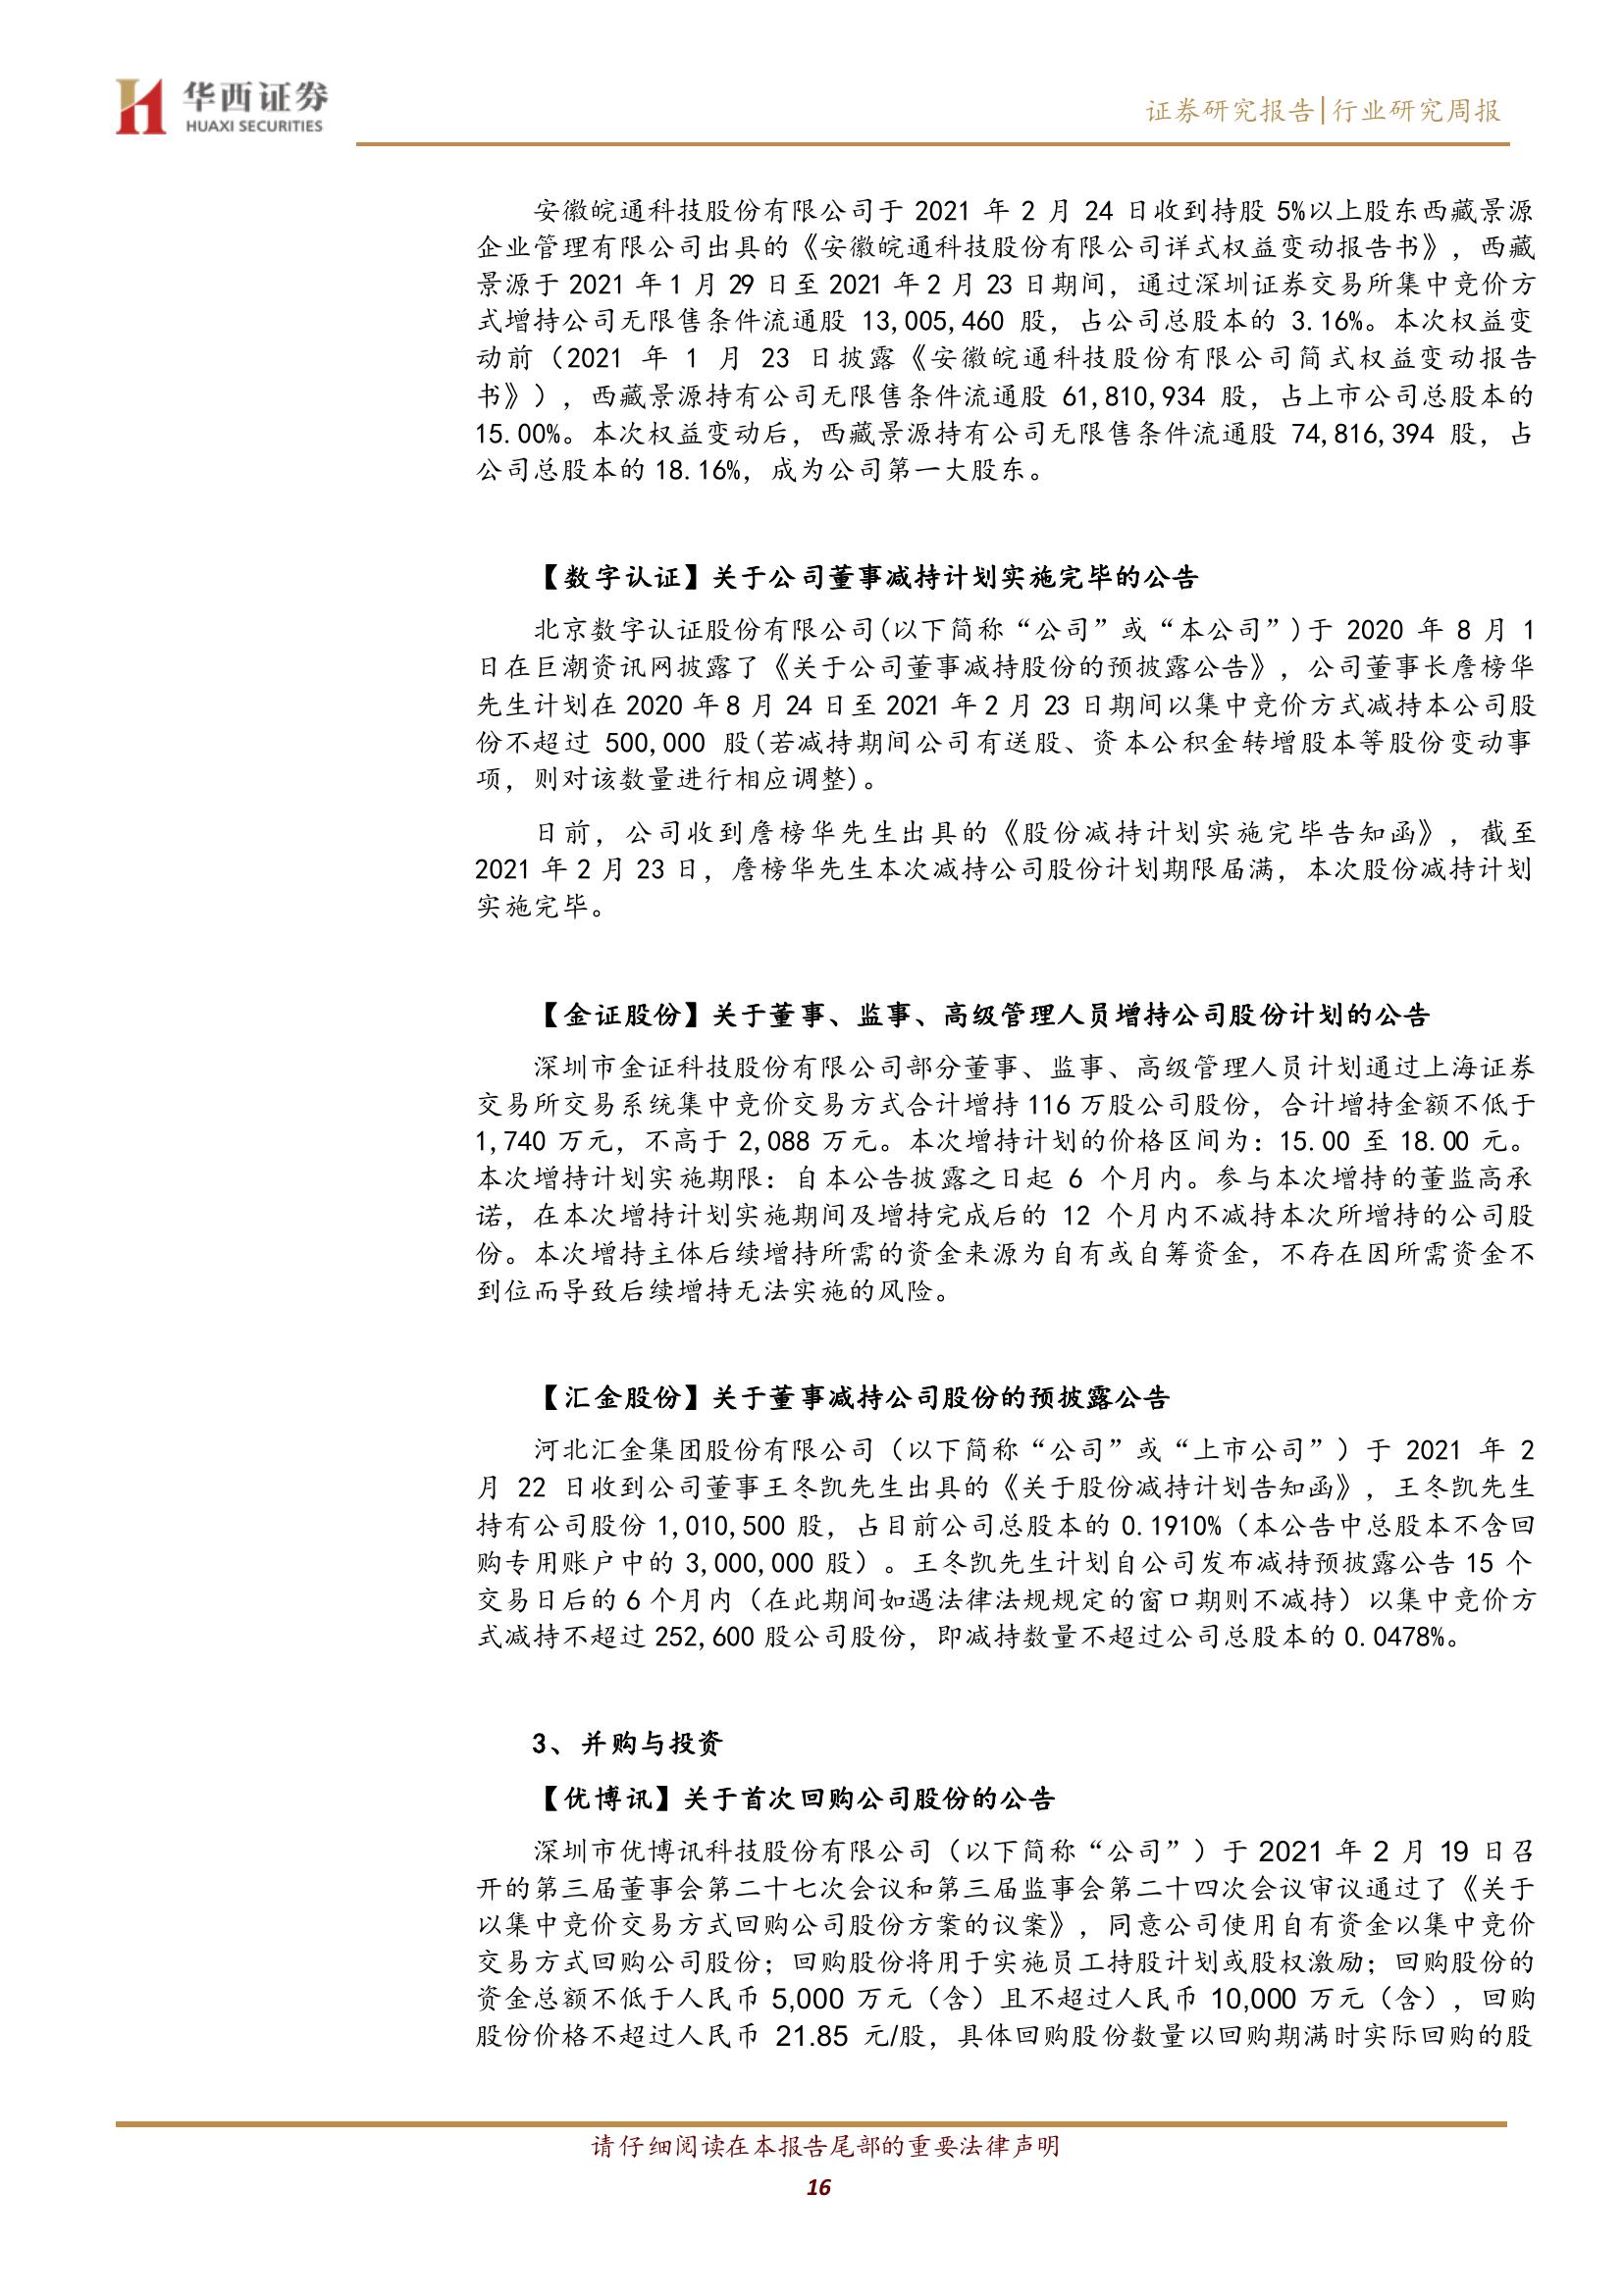 华西证券
HUAXI SECURITIES
证券研究报告|行业研究周报
安徽皖通科技股份有限公司于 2021 年 2 月 24 日收到持股 5%以上股东西藏景源
企业管理有限公司出具的《安徽皖通科技股份有限公司详式权益变动报告书》，西藏
景源于 2021 年 1 月 29 日至 2021 年 2 月 23 日期间，通过深圳证券交易所集中竞价方
式增持公司无限售条件流通股 13,005,460 股，占公司总股本的 3.16%。本次权益变
动前（2021 年 1 月 23 日披露《安徽皖通科技股份有限公司简式权益变动报告
书》），西藏景源持有公司无限售条件流通股 61,810,934 股，占上市公司总股本的
15.00%。本次权益变动后，西藏景源持有公司无限售条件流通股 74,816,394 股，占
公司总股本的 18.16%，成为公司第一大股东。
【数字认证】关于公司董事减持计划实施完毕的公告
北京数字认证股份有限公司(以下简称“公司”或“本公司”)于 2020 年 8 月 1
日在巨潮资讯网披露了《关于公司董事减持股份的预披露公告》，公司董事长詹榜华
先生计划在 2020 年 8 月 24 日至 2021 年 2 月 23 日期间以集中竞价方式减持本公司股
份不超过 500,000 股(若减持期间公司有送股、资本公积金转增股本等股份变动事
项，则对该数量进行相应调整)。
日前，公司收到詹榜华先生出具的《股份减持计划实施完毕告知函》，截至
2021 年 2 月 23 日，詹榜华先生本次减持公司股份计划期限届满，本次股份减持计划
实施完毕。
【金证股份】关于董事、监事、高级管理人员增持公司股份计划的公告
深圳市金证科技股份有限公司部分董事、监事、高级管理人员计划通过上海证券
交易所交易系统集中竞价交易方式合计增持 116 万股公司股份，合计增持金额不低于
1,740 万元，不高于 2,088 万元。本次增持计划的价格区间为：15.00 至 18.00 元。
本次增持计划实施期限：自本公告披露之日起 6 个月内。参与本次增持的董监高承
诺，在本次增持计划实施期间及增持完成后的 12 个月内不减持本次所增持的公司股
份。本次增持主体后续增持所需的资金来源为自有或自筹资金，不存在因所需资金不
到位而导致后续增持无法实施的风险。
【汇金股份】关于董事减持公司股份的预披露公告
河北汇金集团股份有限公司（以下简称“公司”或“上市公司”）于 2021 年 2
月 22 日收到公司董事王冬凯先生出具的《关于股份减持计划告知函》，王冬凯先生
持有公司股份 1,010,500 股，占目前公司总股本的 0.1910%（本公告中总股本不含回
购专用账户中的 3,000,000 股）。王冬凯先生计划自公司发布减持预披露公告 15 个
交易日后的 6 个月内（在此期间如遇法律法规规定的窗口期则不减持）以集中竞价方
式减持不超过 252,600 股公司股份，即减持数量不超过公司总股本的 0.0478%。
3、并购与投资
【优博讯】关于首次回购公司股份的公告
深圳市优博讯科技股份有限公司（以下简称“公司”）于 2021 年 2 月 19 日召
开的第三届董事会第二十七次会议和第三届监事会第二十四次会议审议通过了《关于
以集中竞价交易方式回购公司股份方案的议案》，同意公司使用自有资金以集中竞价
交易方式回购公司股份；回购股份将用于实施员工持股计划或股权激励；回购股份的
资金总额不低于人民币 5,000 万元（含）且不超过人民币 10,000 万元（含），回购
股份价格不超过人民币 21.85 元/股，具体回购股份数量以回购期满时实际回购的股
请仔细阅读在本报告尾部的重要法律声明
16